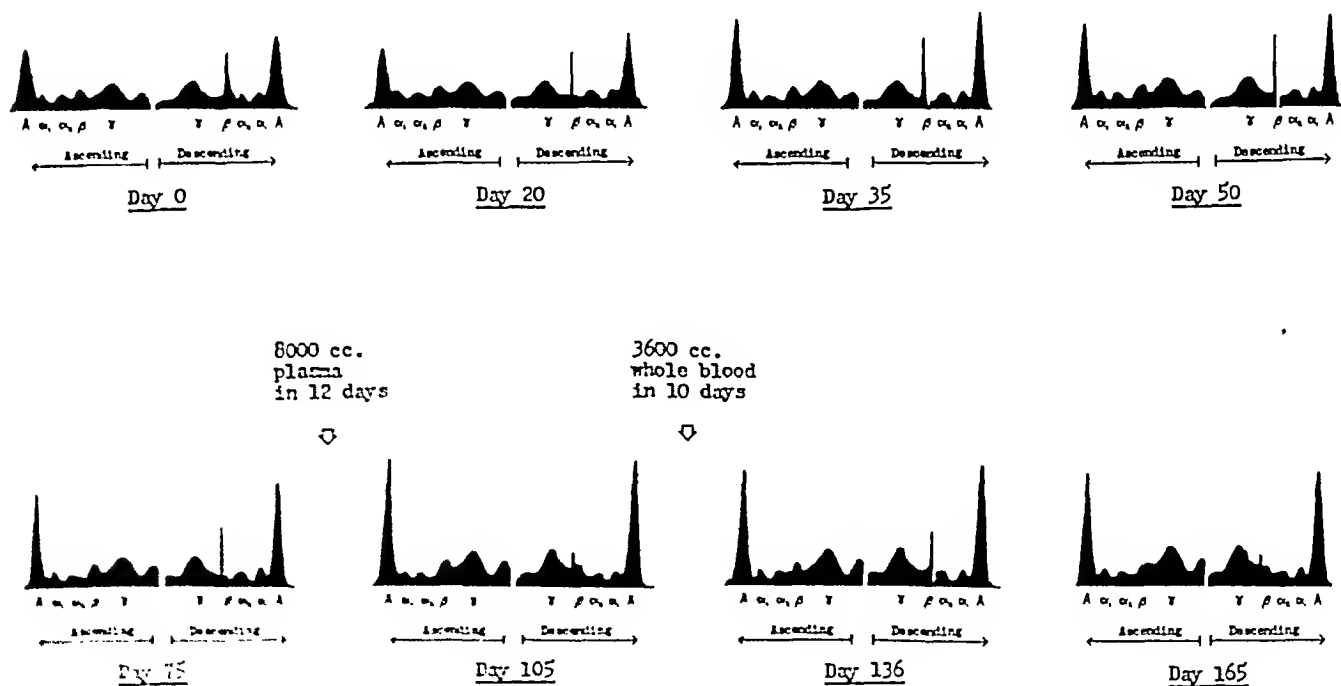 A α₁ α₂ β γ γ β α₂ α₁ A
Ascending Descending
Day 0
A α₁ α₂ β γ γ β α₂ α₁ A
Ascending Descending
Day 20
A α₁ α₂ β γ γ β α₂ α₁ A
Ascending Descending
Day 35
A α₁ α₂ β γ γ β α₂ α₁ A
Ascending Descending
Day 50
8000 cc.
plasma
in 12 days
3600 cc.
whole blood
in 10 days
A α₁ α₂ β γ γ β α₂ α₁ A
Ascending Descending
Day 75
A α₁ α₂ β γ γ β α₂ α₁ A
Ascending Descending
Day 105
A α₁ α₂ β γ γ β α₂ α₁ A
Ascending Descending
Day 136
A α₁ α₂ β γ γ β α₂ α₁ A
Ascending Descending
Day 165